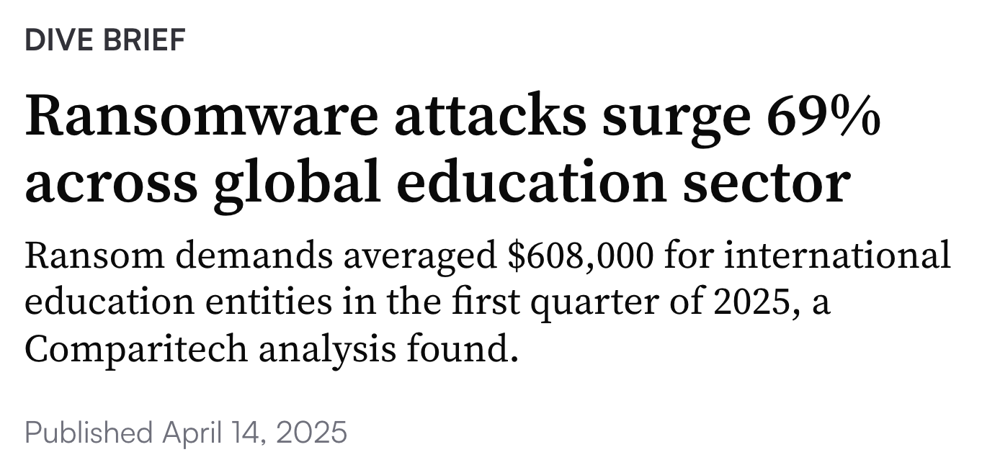 DIVE BRIEF
Ransomware attacks surge 69%
across global education sector
Ransom demands averaged $608,000 for international
education entities in the first quarter of 2025, a
Comparitech analysis found.
Published April 14, 2025